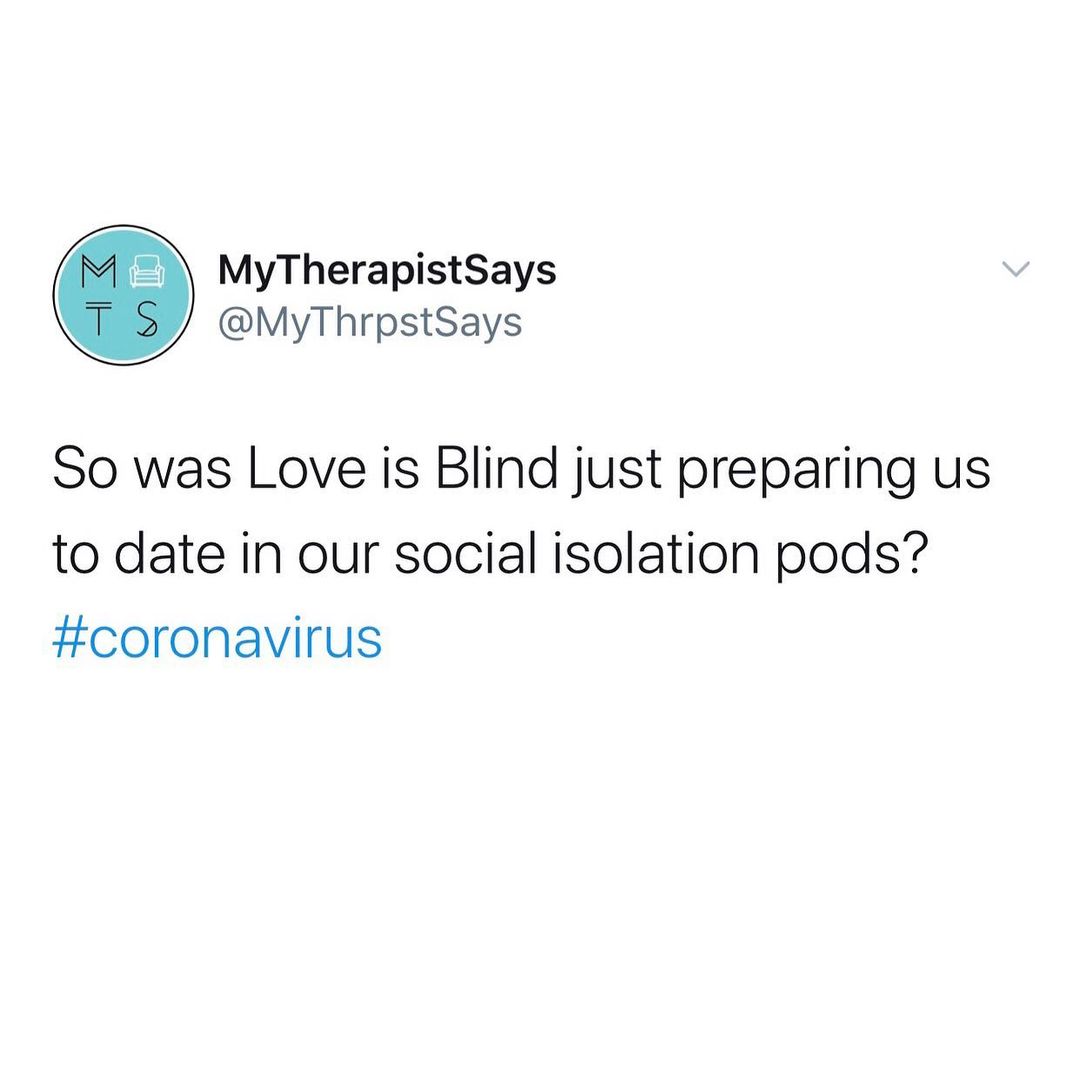 M
T S
MyTherapistSays
@MyThrpstSays
So was Love is Blind just preparing us
to date in our social isolation pods?
#coronavirus